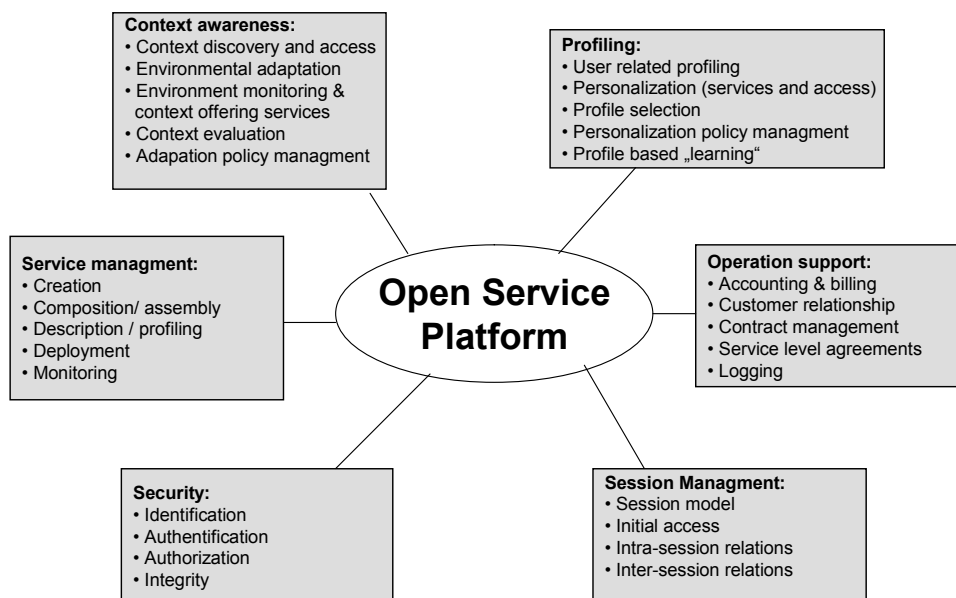 Context awareness:
• Context discovery and access
• Environmental adaptation
• Environment monitoring &
context offering services
• Context evaluation
• Adapation policy managment
Profiling:
• User related profiling
• Personalization (services and access)
• Profile selection
• Personalization policy managment
• Profile based „learning“
Service managment:
• Creation
• Composition/ assembly
• Description / profiling
• Deployment
• Monitoring
Open Service
Platform
Operation support:
• Accounting & billing
• Customer relationship
• Contract management
• Service level agreements
• Logging
Security:
• Identification
• Authentification
• Authorization
• Integrity
Session Managment:
• Session model
• Initial access
• Intra-session relations
• Inter-session relations